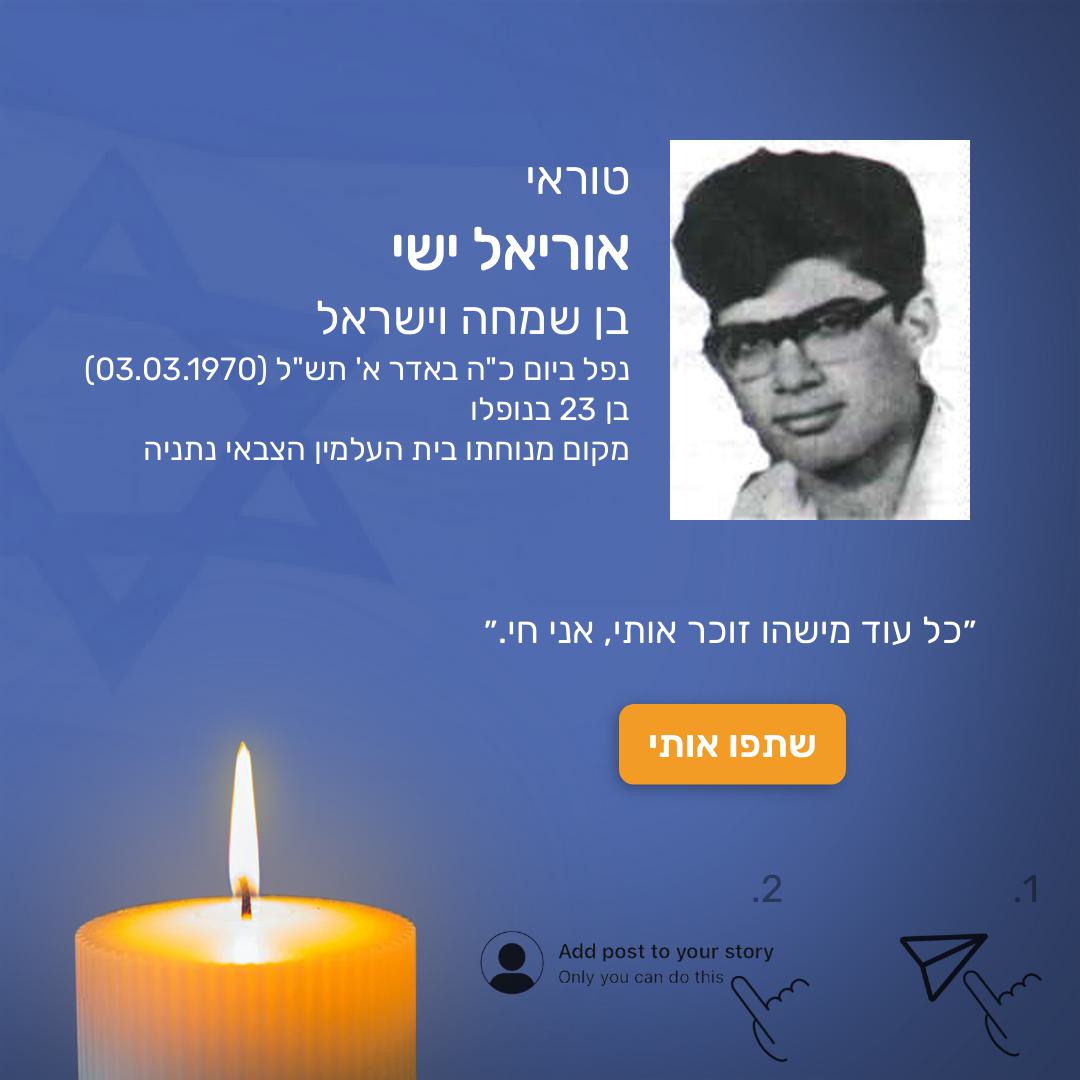 טוראי
אוריאל ישי
בן שמחה וישראל
נפל ביום כ"ה באדר א' תש"ל (03.03.1970)
בן 23 בנופלו
מקום מנוחתו בית העלמין הצבאי נתניה
״כל עוד מישהו זוכר אותי, אני חי.״
שתפו אותי
1.
2.
Add post to your story
Only you can do this